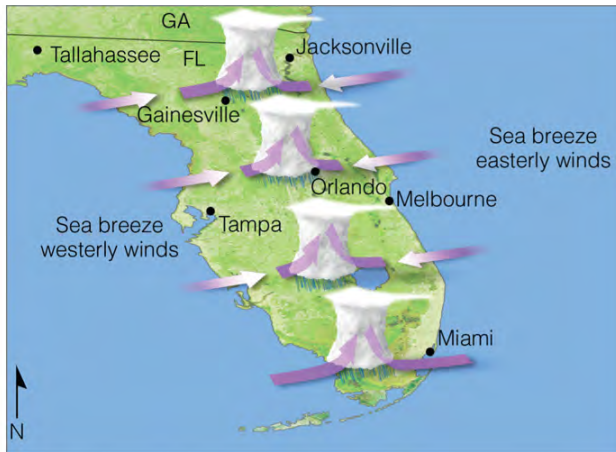 GA
Tallahassee
FL
Jacksonville
Gainesville
Sea breeze
easterly winds
Orlando
Melbourne
Tampa
Sea breeze
westerly winds
Miami
N